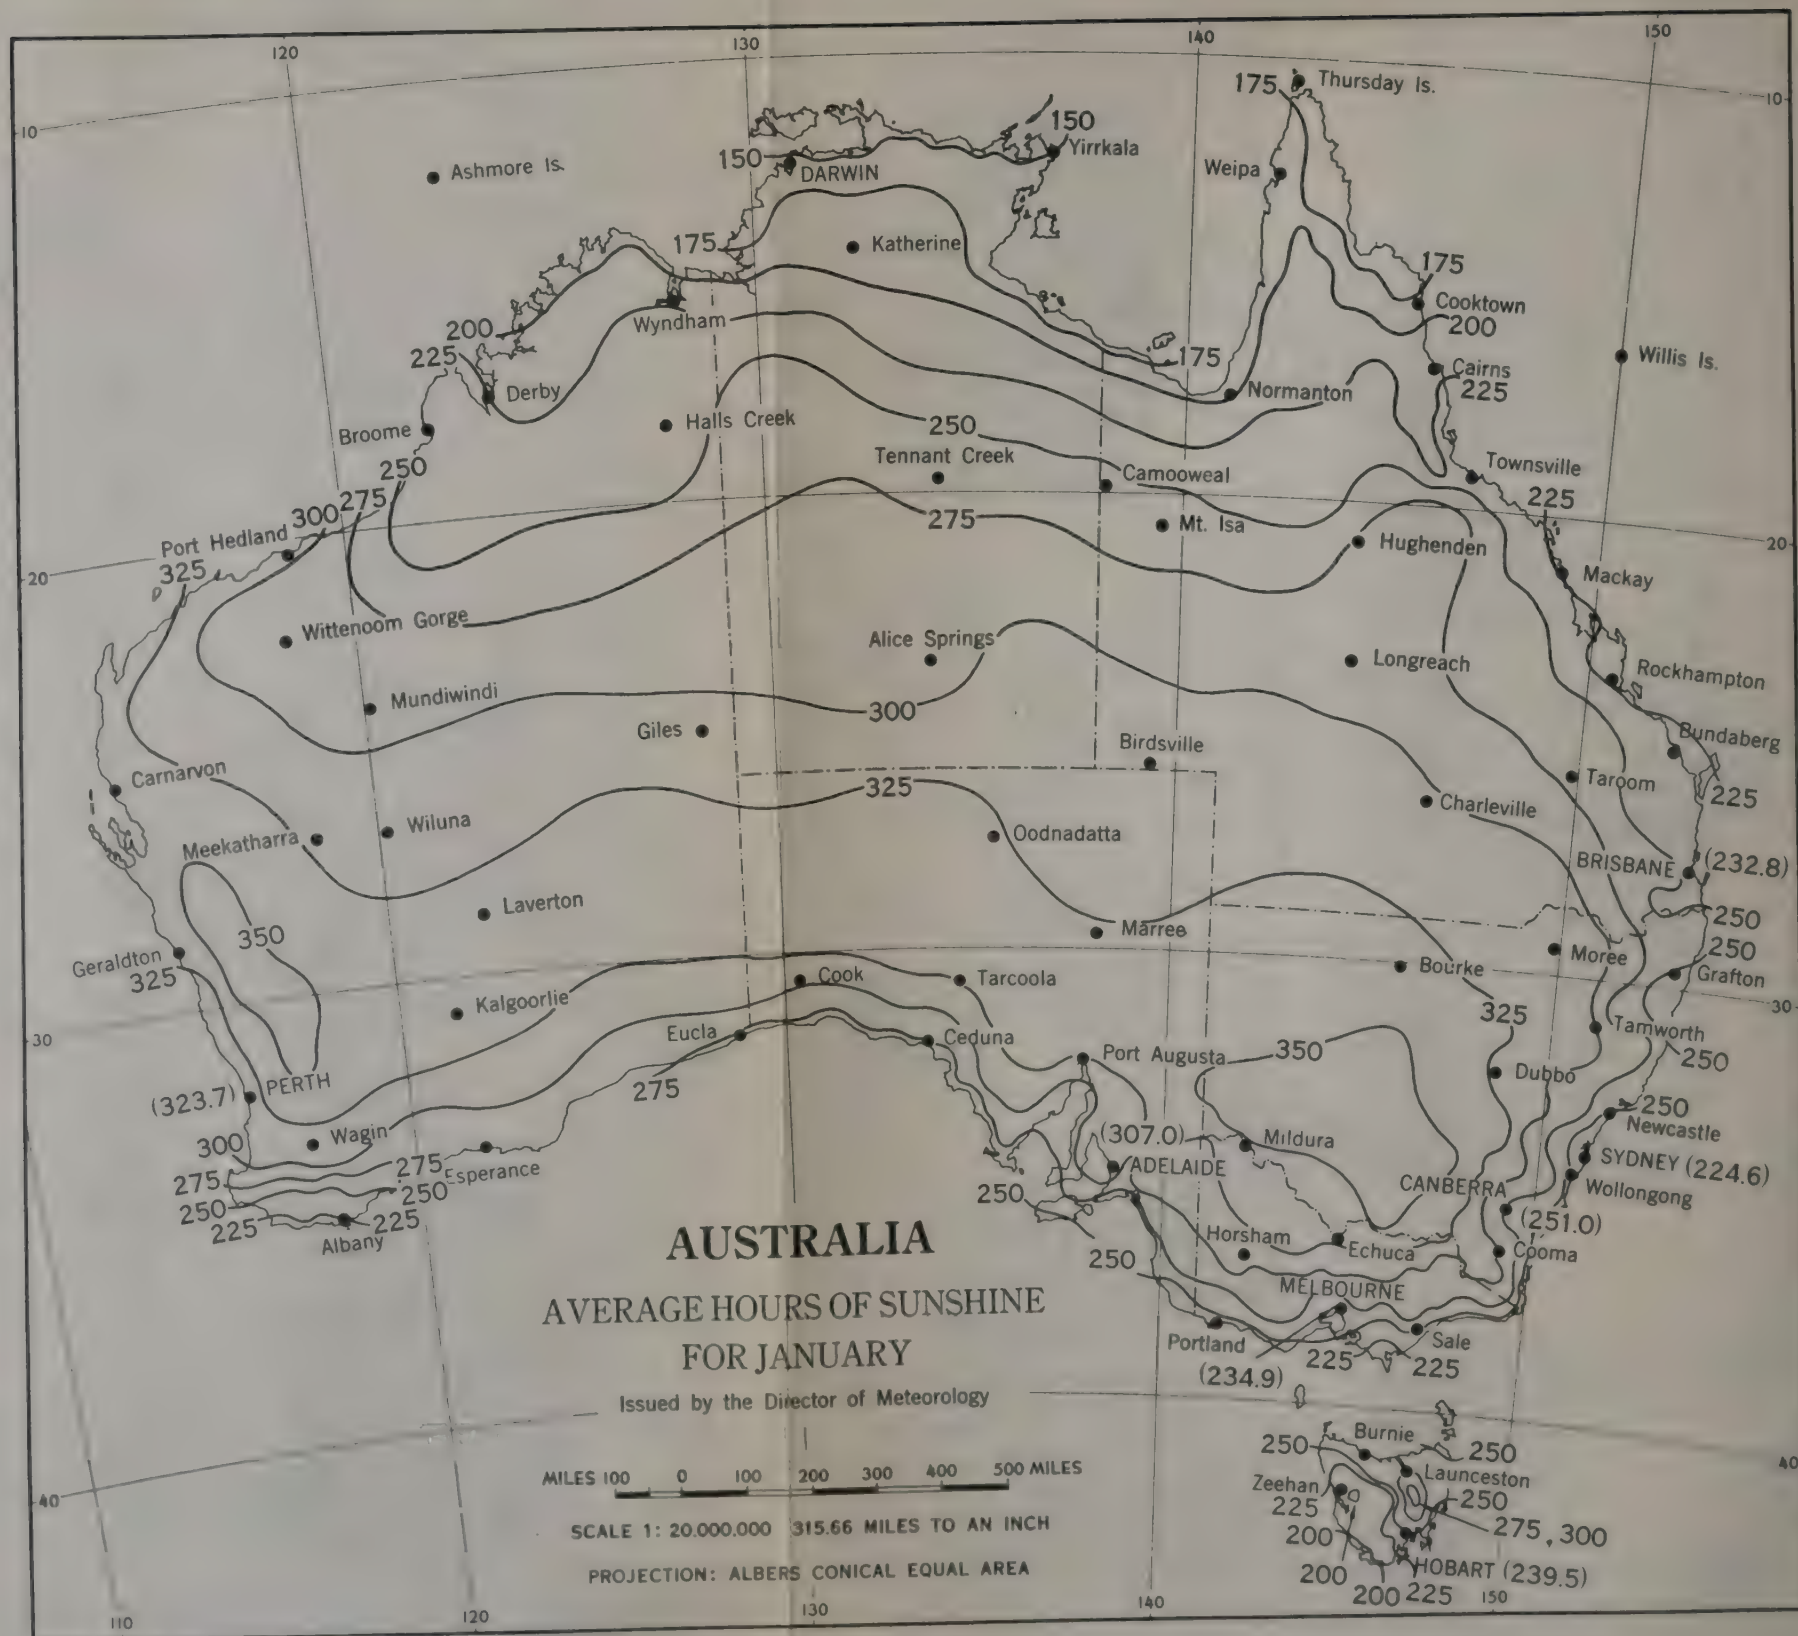 120
130
140
150
10
10
175
Thursday Is.
150
Yirrkala
150
DARWIN
Ashmore Is.
Weipa
175
Katherine
175
Cooktown
200
200
Wyndham
225
Derby
175
Willis Is.
Cairns
225
Normanton
Broome
Halls Creek
250
250
Tennant Creek
Camooweal
Townsville
225
300
275
Port Hedland
325
275
Mt. Isa
Hughenden
20
20
Mackay
Wittenoom Gorge
Alice Springs
Longreach
Rockhampton
Mundiwindi
300
Giles
Birdsville
Bundaberg
Carnarvon
325
Taroom
225
Charleville
Wiluna
Oodnadatta
Meekatharra
BRISBANE (232.8)
Laverton
250
350
Marree
250
Geraldton
325
Bourke
Moree
Grafton
Cook
Tarcoola
Kalgoorlie
30
325
30
Eucla
Ceduna
Tamworth
Port Augusta
350
250
Dubbo
275
PERTH
(323.7)
250
Newcastle
Wagin
300
(307.0)
Mildura
275
ADELAIDE
SYDNEY (224.6)
275
Esperance
CANBERRA
Wollongong
250
250
250
(251.0)
225
225
Albany
AUSTRALIA
Horsham
Echuca
Cooma
250
MELBOURNE
AVERAGE HOURS OF SUNSHINE
FOR JANUARY
Portland
Sale
(234.9)
225
225
Issued by the Director of Meteorology
Burnie
250
250
MILES 100 0 100 200 300 400 500 MILES
Launceston
Zeehan
225
250
40
40
SCALE 1: 20.000.000 315.66 MILES TO AN INCH
200
275, 300
PROJECTION: ALBERS CONICAL EQUAL AREA
HOBART (239.5)
200
200
225
110
120
130
140
150